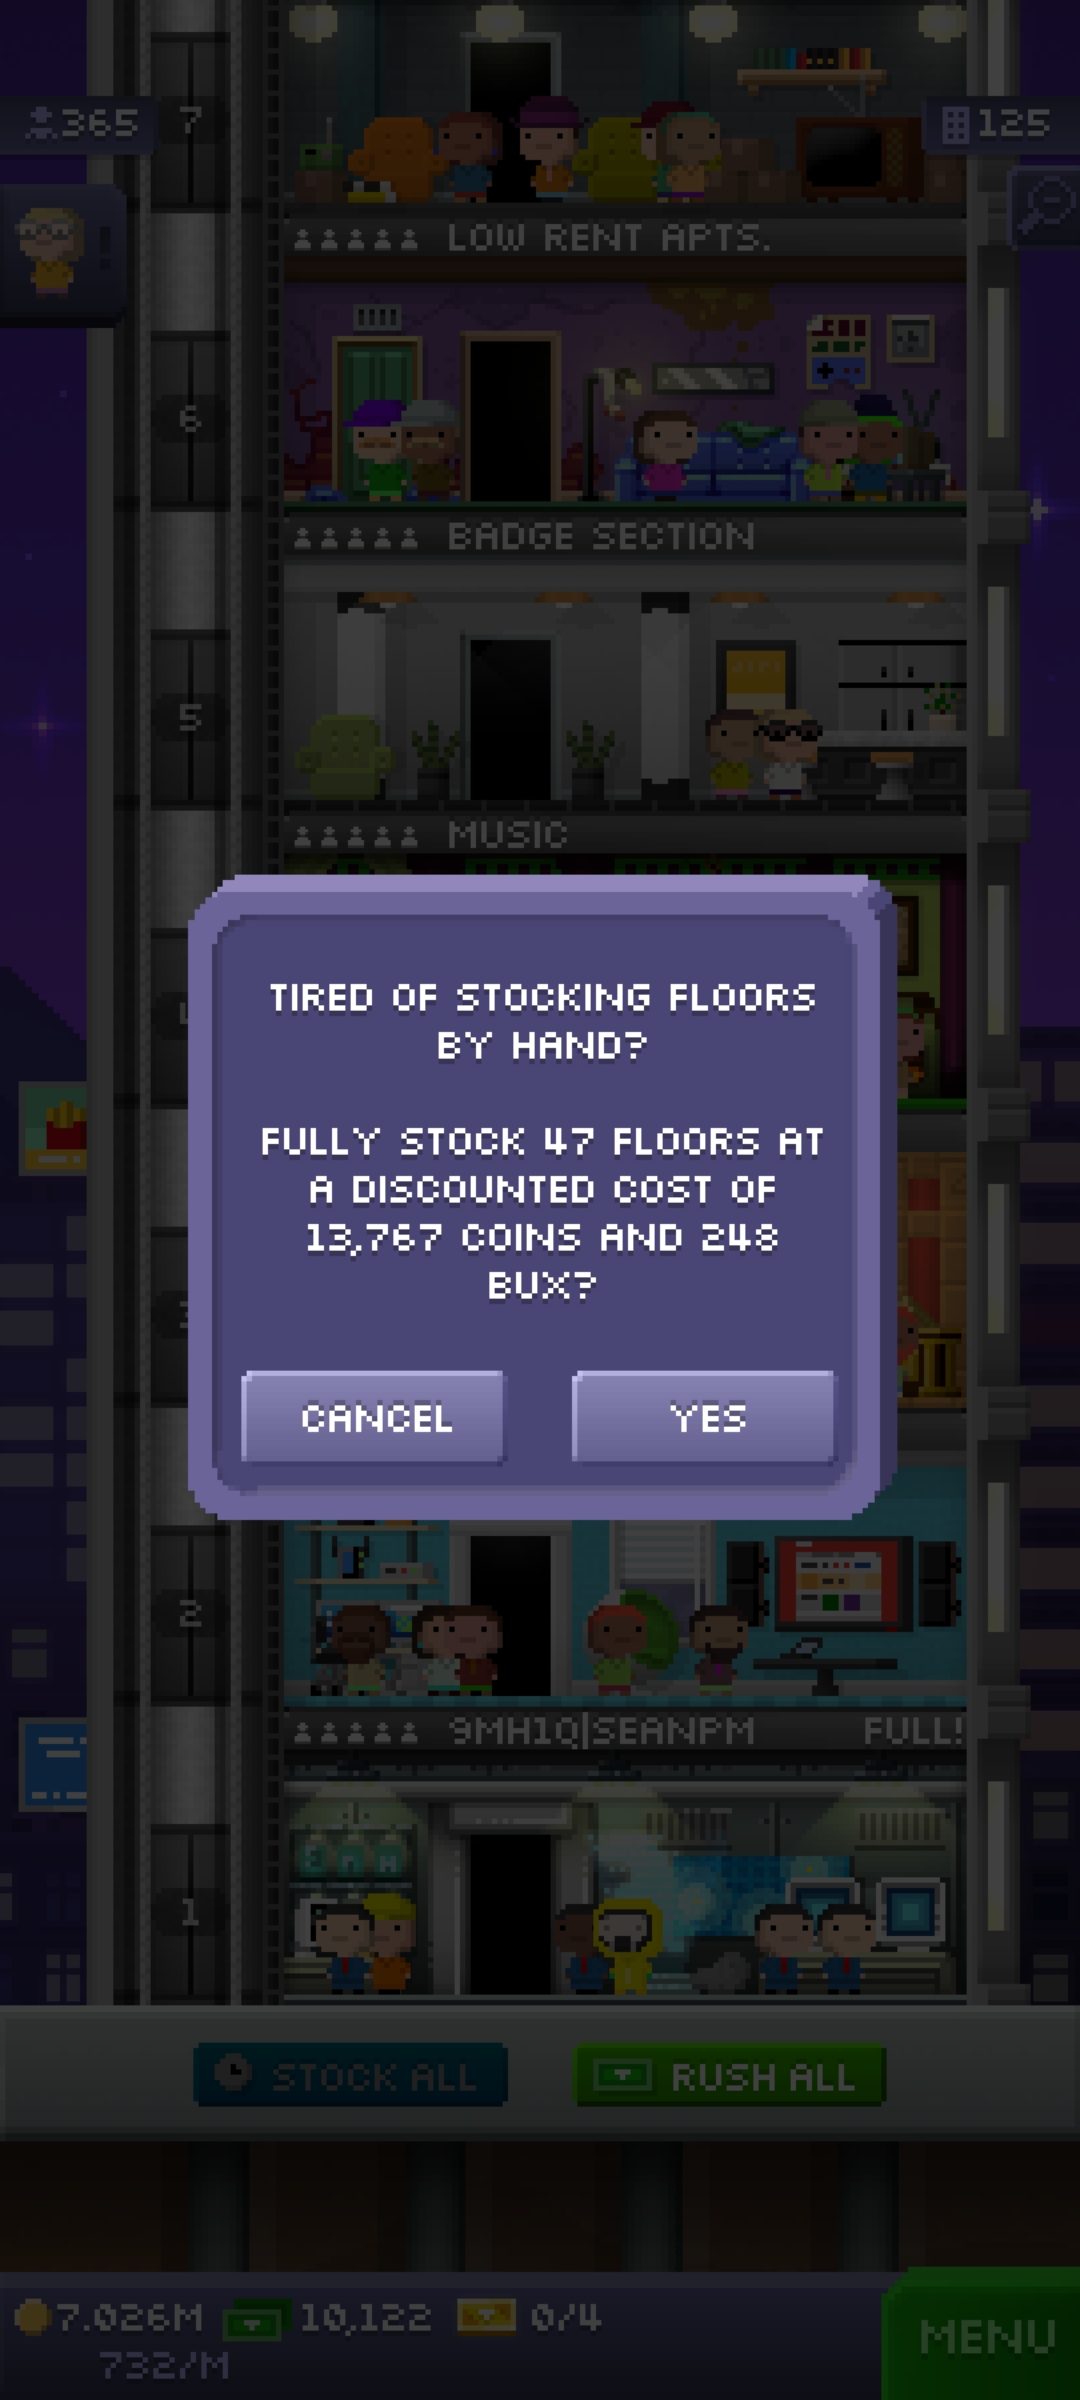 365
7
125
LOW RENT APTS.
6
BADGE SECTION
5
MUSIC
TIRED OF STOCKING FLOORS
BY HAND?
FULLY STOCK 47 FLOORS AT
A DISCOUNTED COST OF
13,767 COINS AND 248
BUX?
CANCEL
YES
2
9MH1Q|SEANPM
FULL!
1
STOCK ALL
RUSH ALL
7.026M
10,122
0/4
732/M
MENU